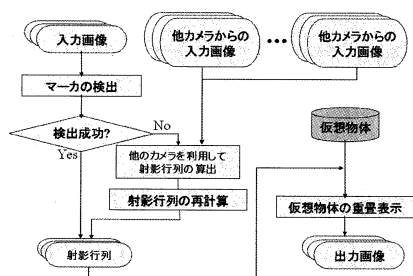 入力画像
他カメラからの
入力画像
•••
他カメラからの
入力画像
マーカの検出
検出成功?
No
Yes
他のカメラを利用して
射影行列の算出
射影行列の再計算
射影行列
仮想物体
仮想物体の重畳表示
出力画像